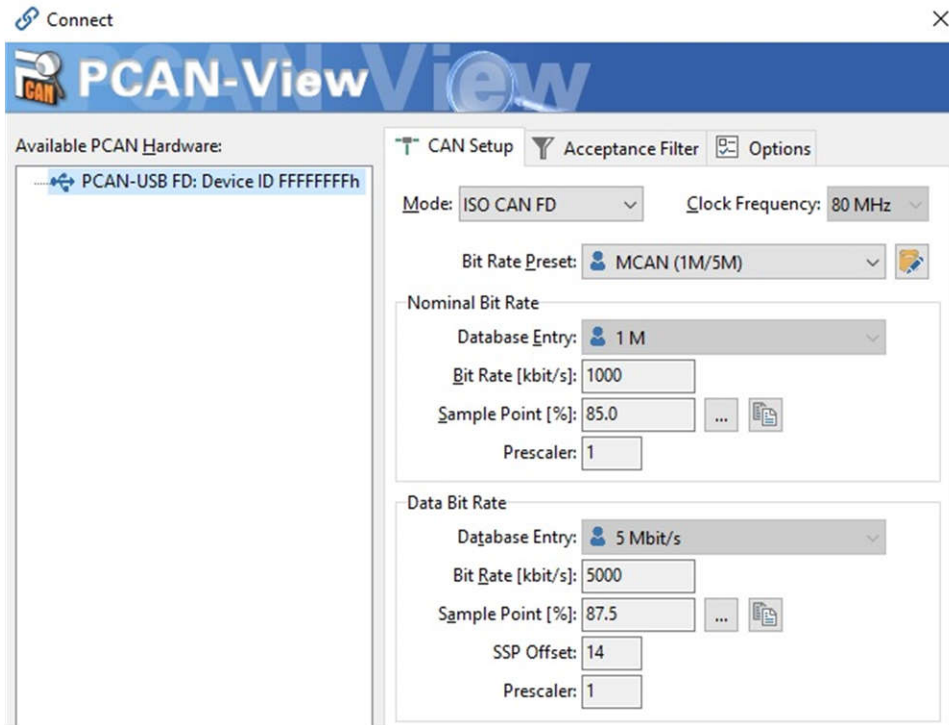 Connect
PCAN-View
Available PCAN Hardware:
PCAN-USB FD: Device ID FFFFFFFFh
CAN Setup
Acceptance Filter
Options
Mode: ISO CAN FD
Clock Frequency: 80 MHz
Bit Rate Preset: MCAN (1M/5M)
Nominal Bit Rate
Database Entry: 1 M
Bit Rate [kbit/s]: 1000
Sample Point [%]: 85.0 ...
Prescaler: 1
Data Bit Rate
Database Entry: 5 Mbit/s
Bit Rate [kbit/s]: 5000
Sample Point [%]: 87.5 ...
SSP Offset: 14
Prescaler: 1